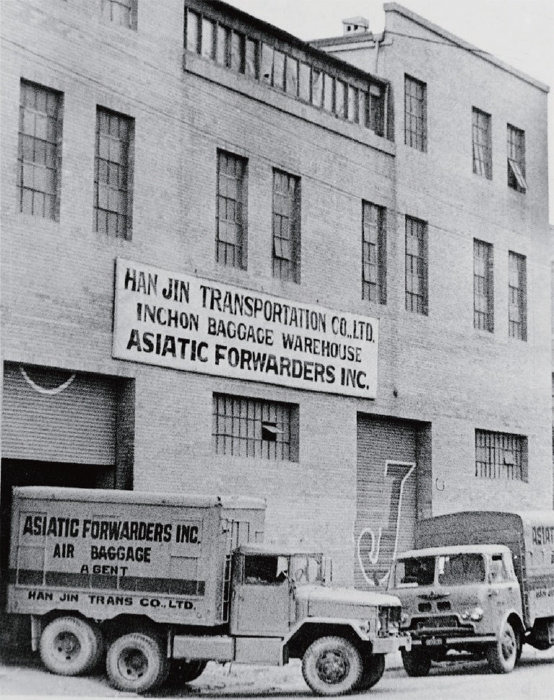 HAN JIN TRANSPORTATION CO.,LTD.
INCHON BAGGAGE WAREHOUSE
ASIATIC FORWARDERS INC.
J
ASIATIC FORWARDERS INC.
AIR BAGGAGE
AGENT
HAN JIN TRANS CO.,LTD.